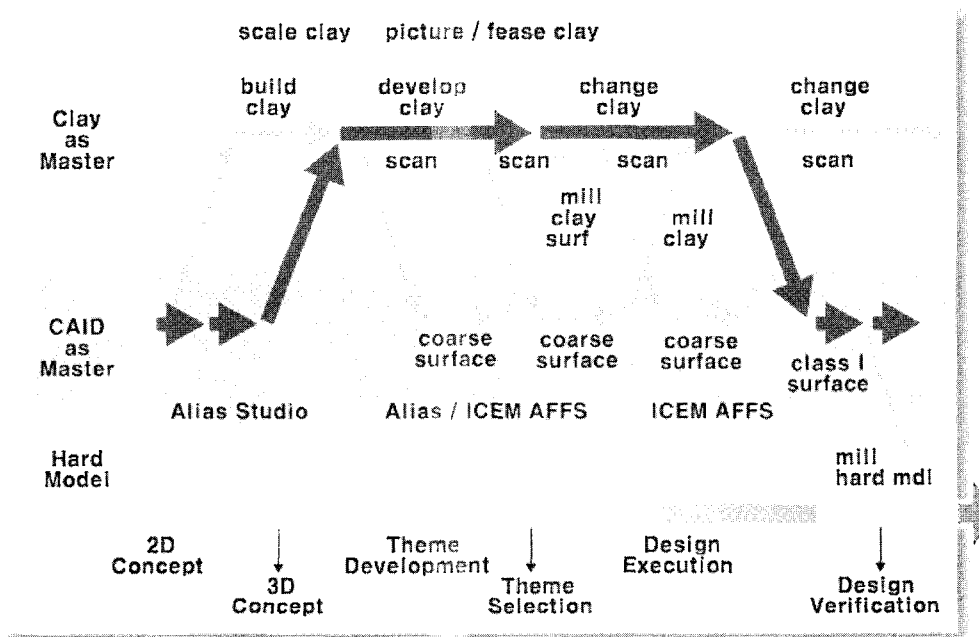 scale clay picture / fease clay
build clay
develop clay
change clay
change clay
Clay
as
Master
scan
scan
scan
scan
mill
clay
surf
mill
clay
CAID
as
Master
coarse
surface
coarse
surface
coarse
surface
class I
surface
Alias Studio
Alias / ICEM AFFS
ICEM AFFS
Hard
Model
mill
hard mdl
2D
Concept
3D
Concept
Theme
Development
Theme
Selection
Design
Execution
Design
Verification